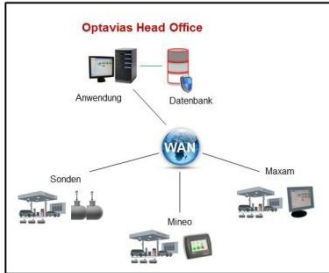 Optavias Head Office
Anwendung
Datenbank
WAN
Sonden
Maxam
Mineo